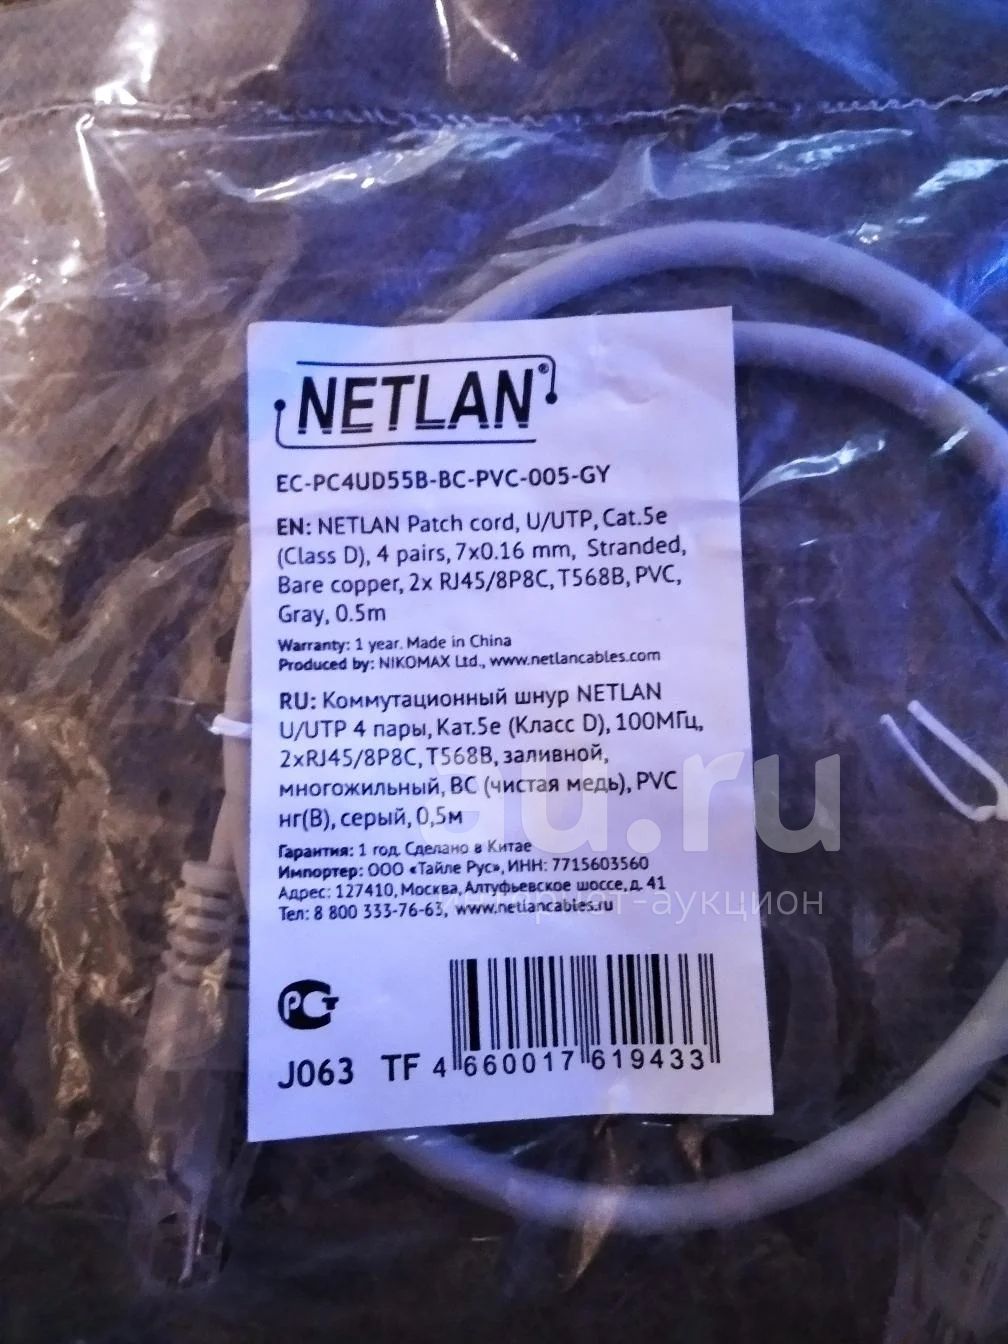 NETLAN®
EC-PC4UD55B-BC-PVC-005-GY
EN: NETLAN Patch cord, U/UTP, Cat.5e
(Class D), 4 pairs, 7x0.16 mm, Stranded,
Bare copper, 2x RJ45/8P8C, T568B, PVC,
Gray, 0.5m
Warranty: 1 year. Made in China
Produced by: NIKOMAX Ltd., www.netlancables.com
RU: Коммутационный шнур NETLAN
U/UTP 4 пары, Кат.5е (Класс D), 100МГц,
2xRJ45/8P8C, T568B, заливной,
многожильный, BC (чистая медь), PVC
нг(B), серый, 0,5м
Гарантия: 1 год. Сделано в Китае
Импортер: ООО «Тайле Рус», ИНН: 7715603560
Адрес: 127410, Москва, Алтуфьевское шоссе, д. 41
Тел: 8 800 333-76-63, www.netlancables.ru
au.ru
интернет-аукцион
РСТ
J063 TF 4 660017 619433